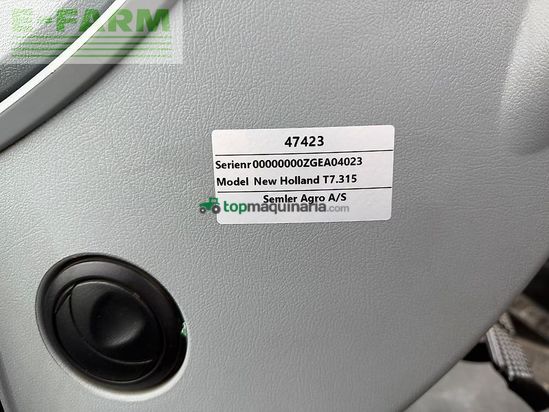 E-FARM
47423
Serienr 00000000ZGEA04023
Model New Holland T7.315
Semler Agro A/S
topmaquinaria.com